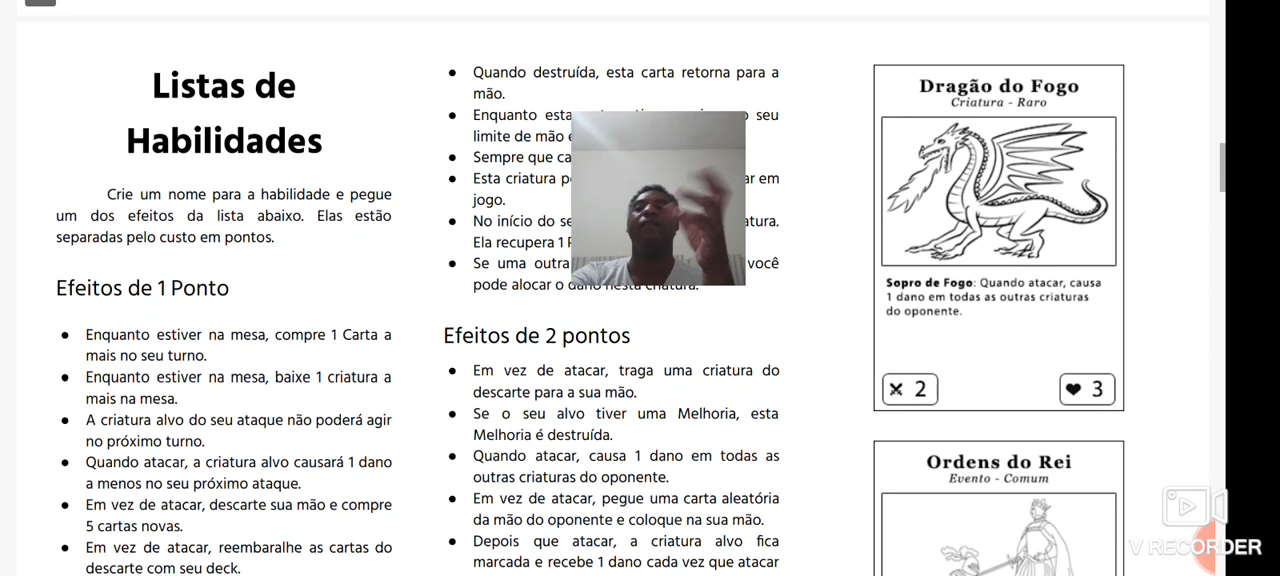 Listas de
Habilidades
Crie um nome para a habilidade e pegue
um dos efeitos da lista abaixo. Elas estão
separadas pelo custo em pontos.
Efeitos de 1 Ponto
● Enquanto estiver na mesa, compre 1 Carta a
mais no seu turno.
● Enquanto estiver na mesa, baixe 1 criatura a
mais na mesa.
● A criatura alvo do seu ataque não poderá agir
no próximo turno.
● Quando atacar, a criatura alvo causará 1 dano
a menos no seu próximo ataque.
● Em vez de atacar, descarte sua mão e compre
5 cartas novas.
● Em vez de atacar, reembaralhe as cartas do
descarte com seu deck.
● Quando destruída, esta carta retorna para a
mão.
● Enquanto esta seu
limite de mão
● Sempre que
● Esta criatura em
jogo.
● No início do
Ela recupera 1
● Se uma outra você
pode alocar o dano nesta criatura.
Efeitos de 2 pontos
● Em vez de atacar, traga uma criatura do
descarte para a sua mão.
● Se o seu alvo tiver uma Melhoria, esta
Melhoria é destruída.
● Quando atacar, causa 1 dano em todas as
outras criaturas do oponente.
● Em vez de atacar, pegue uma carta aleatória
da mão do oponente e coloque na sua mão.
● Depois que atacar, a criatura alvo fica
marcada e recebe 1 dano cada vez que atacar
Dragão do Fogo
Criatura - Raro
Sopro de Fogo: Quando atacar, causa
1 dano em todas as outras criaturas
do oponente.
2
3
Ordens do Rei
Evento - Comum
V RECORDER